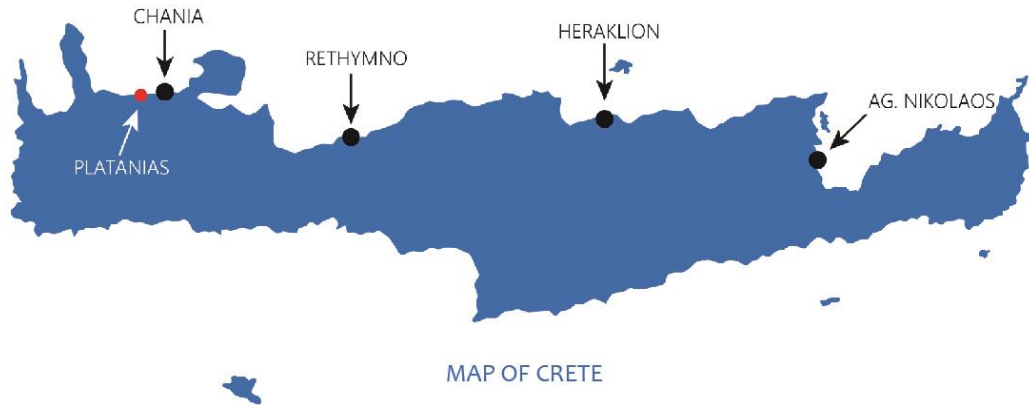 CHANIA
RETHYMNO
HERAKLION
AG. NIKOLAOS
PLATANIAS
MAP OF CRETE